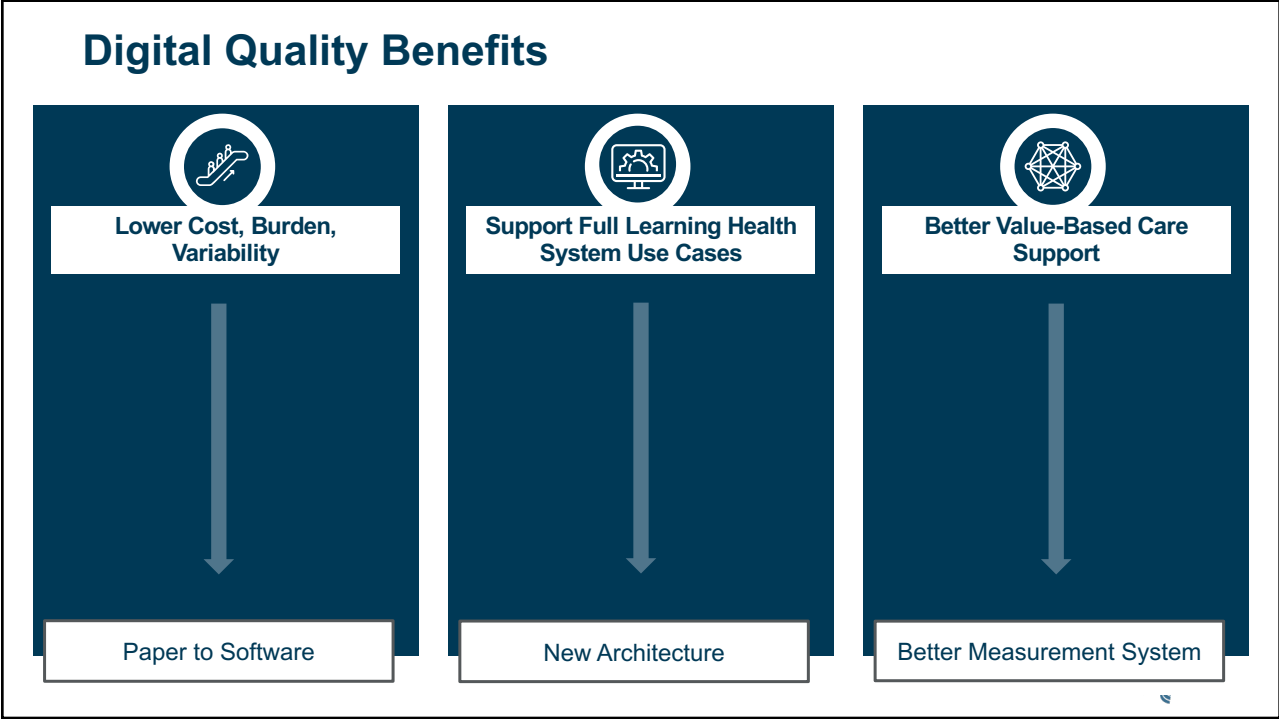 Digital Quality Benefits
Lower Cost, Burden,
Variability
Support Full Learning Health
System Use Cases
Better Value-Based Care
Support
Paper to Software
New Architecture
Better Measurement System